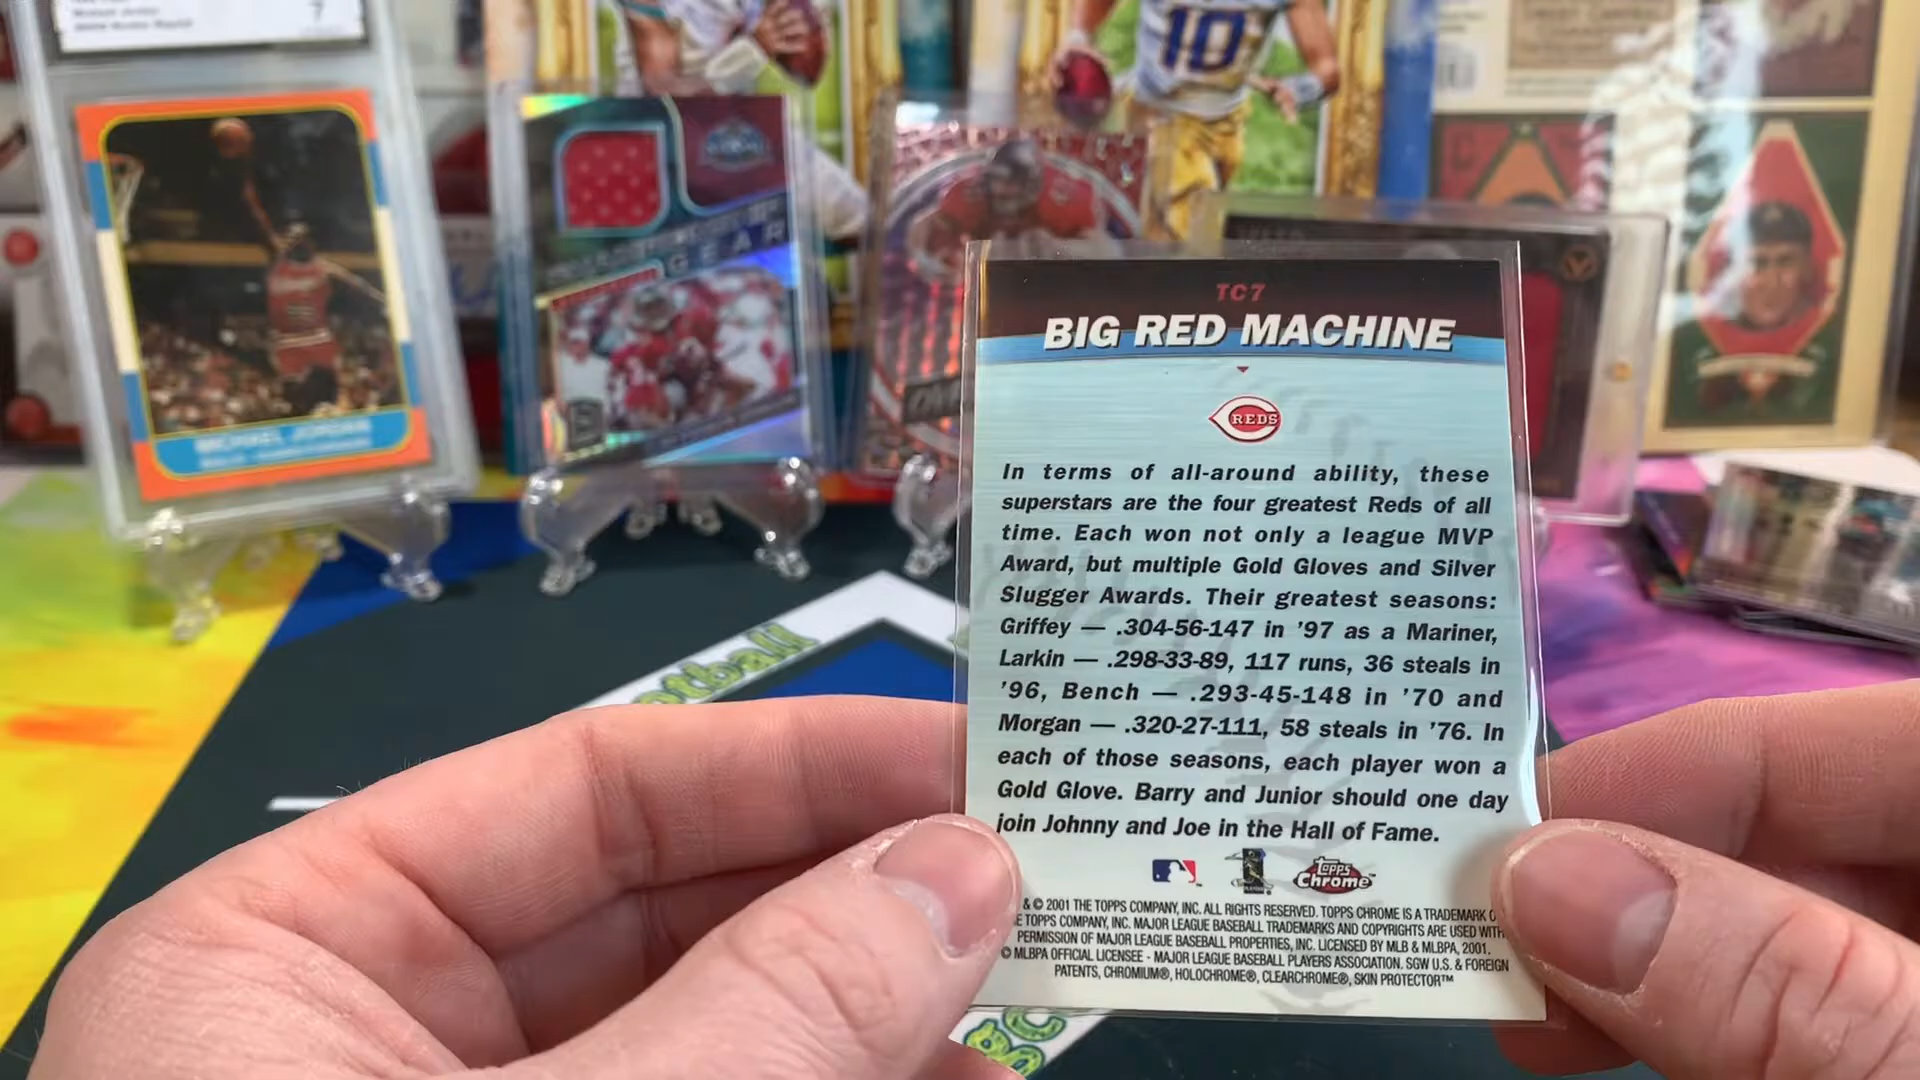 7
10
GEAR
MICHAEL JORDAN
TC7
BIG RED MACHINE
REDS
In terms of all-around ability, these
superstars are the four greatest Reds of all
time. Each won not only a league MVP
Award, but multiple Gold Gloves and Silver
Slugger Awards. Their greatest seasons:
Griffey — .304-56-147 in '97 as a Mariner,
Larkin — .298-33-89, 117 runs, 36 steals in
'96, Bench — .293-45-148 in '70 and
Morgan — .320-27-111, 58 steals in '76. In
each of those seasons, each player won a
Gold Glove. Barry and Junior should one day
join Johnny and Joe in the Hall of Fame.
Topps Chrome™
& © 2001 THE TOPPS COMPANY, INC. ALL RIGHTS RESERVED. TOPPS CHROME IS A TRADEMARK O
E TOPPS COMPANY, INC. MAJOR LEAGUE BASEBALL TRADEMARKS AND COPYRIGHTS ARE USED WITH
PERMISSION OF MAJOR LEAGUE BASEBALL PROPERTIES, INC. LICENSED BY MLB & MLBPA, 2001.
© MLBPA OFFICIAL LICENSEE - MAJOR LEAGUE BASEBALL PLAYERS ASSOCIATION. SGW U.S. & FOREIGN
PATENTS, CHROMIUM®, HOLOCHROME®, CLEARCHROME®, SKIN PROTECTOR™